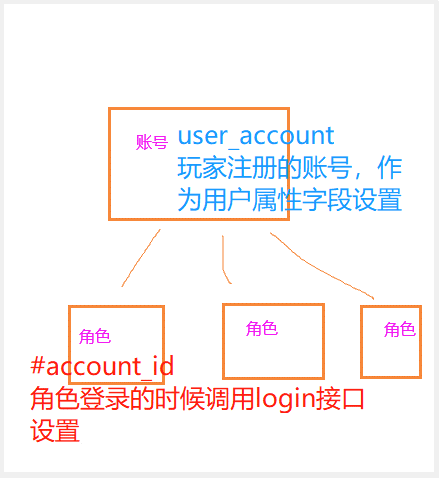 账号
user_account
玩家注册的账号，作
为用户属性字段设置
角色
角色
角色
#account_id
角色登录的时候调用login接口
设置